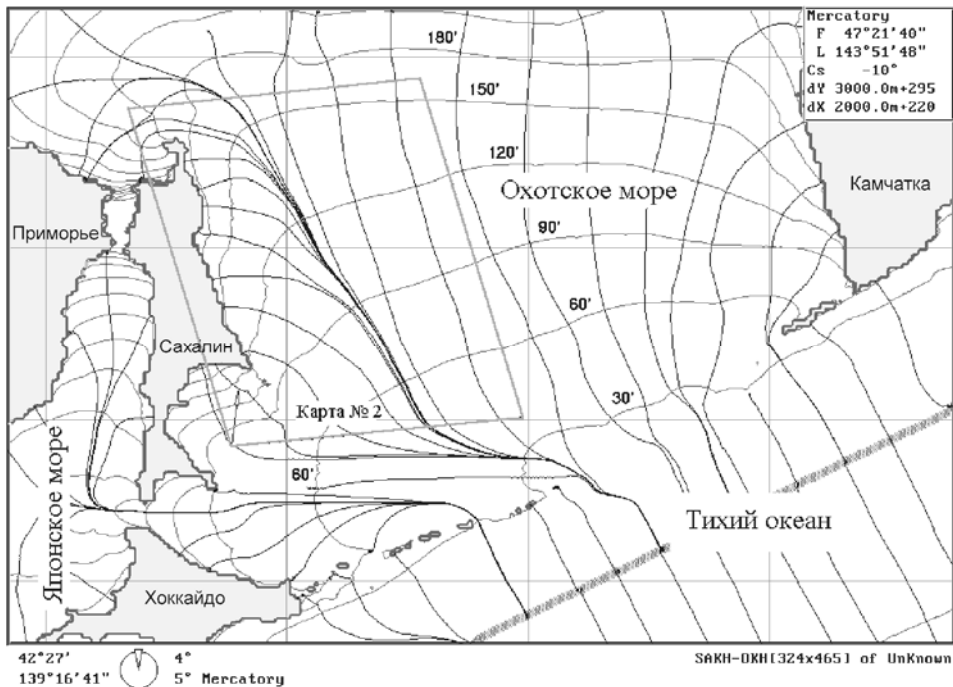 Mercatory
F 47°21'40"
L 143°51'48"
Cs -10°
dY 3000.0m+295
dX 2000.0m+220
180'
150'
120'
Охотское море
Камчатка
90'
Приморье
60'
Сахалин
30'
Карта № 2
60'
Тихий океан
Японское море
Хоккайдо
42°27' 4°
139°16'41" 5° Mercatory
SAKH-OKH[324x465] of UnKnown